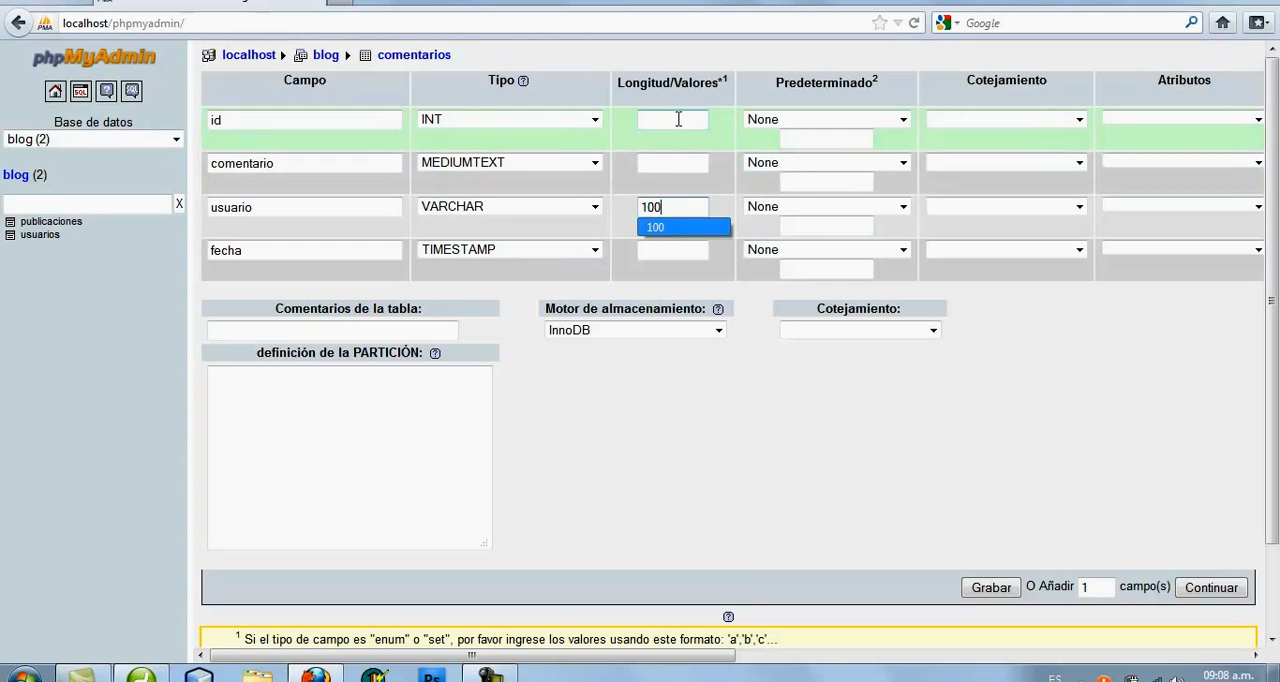 localhost/phpmyadmin/
Google
phpMyAdmin
localhost blog comentarios
SQL
Base de datos
blog (2)
blog (2)
X
publicaciones
usuarios
Campo Tipo Longitud/Valores*1 Predeterminado2 Cotejamiento Atributos
id INT None
comentario MEDIUMTEXT None
usuario VARCHAR 100 None
100
fecha TIMESTAMP None
Comentarios de la tabla: Motor de almacenamiento: Cotejamiento:
InnoDB
definición de la PARTICIÓN:
Grabar O Añadir 1 campo(s) Continuar
1 Si el tipo de campo es "enum" o "set", por favor ingrese los valores usando este formato: 'a','b','c'...
Ps
ES
09:08 a.m.